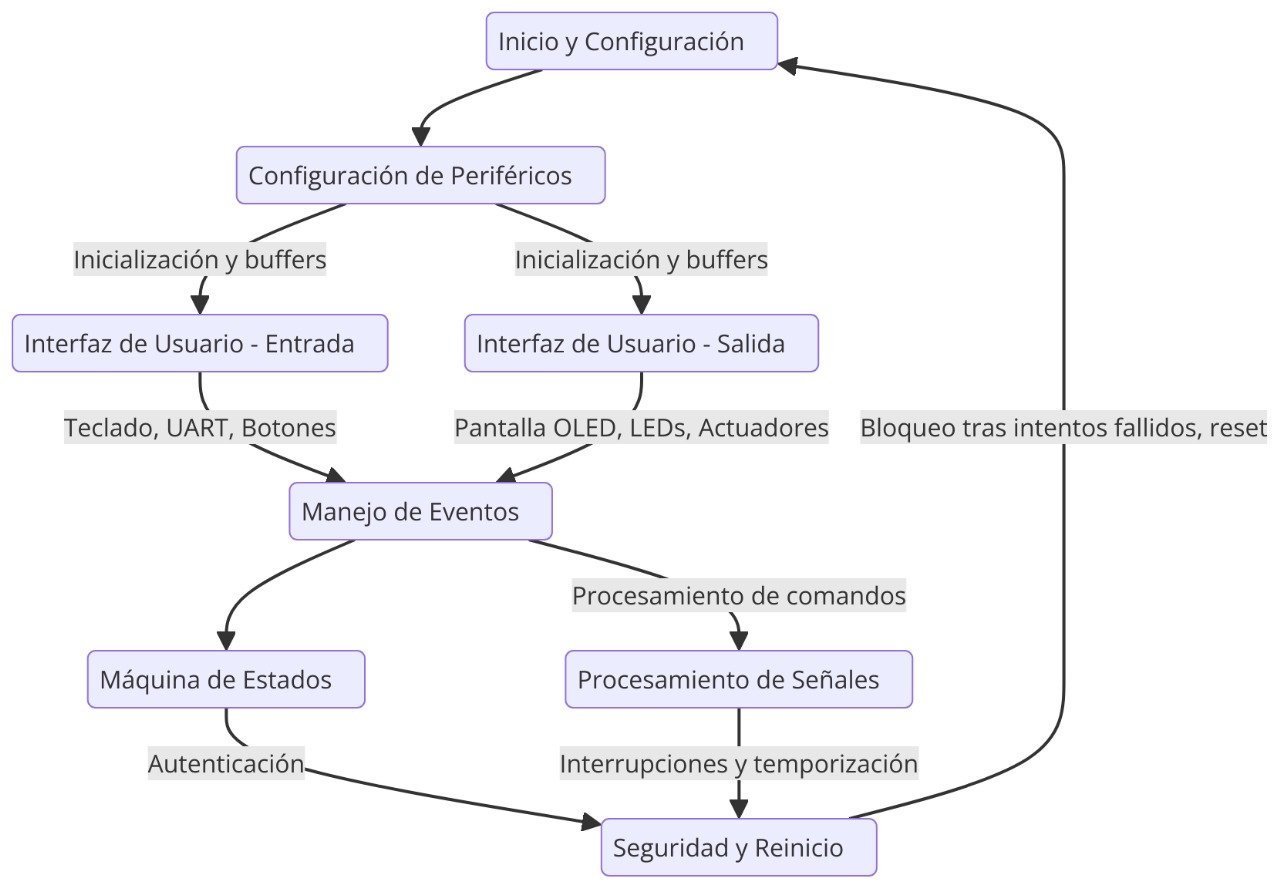 Inicio y Configuración
Configuración de Periféricos
Inicialización y buffers
Inicialización y buffers
Interfaz de Usuario - Entrada
Interfaz de Usuario - Salida
Teclado, UART, Botones
Pantalla OLED, LEDs, Actuadores
Bloqueo tras intentos fallidos, reset
Manejo de Eventos
Procesamiento de comandos
Máquina de Estados
Procesamiento de Señales
Autenticación
Interrupciones y temporización
Seguridad y Reinicio